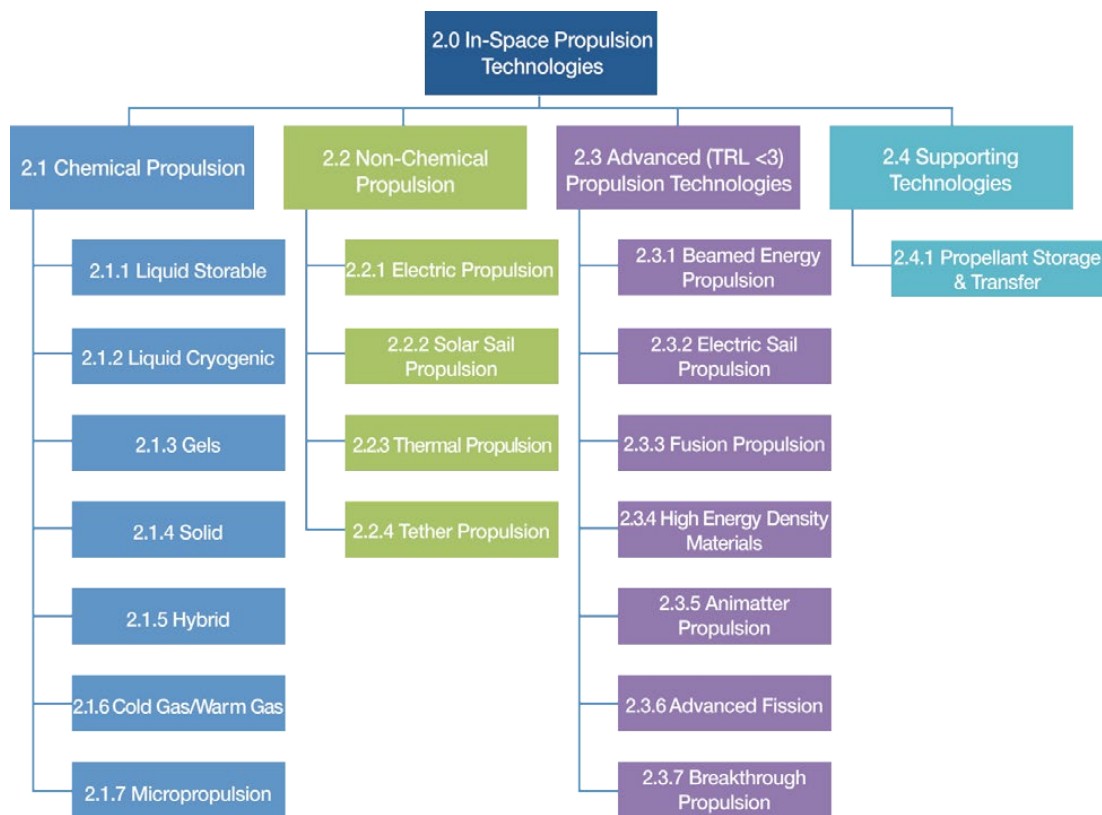 2.0 In-Space Propulsion
Technologies
2.1 Chemical Propulsion
2.1.1 Liquid Storable
2.1.2 Liquid Cryogenic
2.1.3 Gels
2.1.4 Solid
2.1.5 Hybrid
2.1.6 Cold Gas/Warm Gas
2.1.7 Micropropulsion
2.2 Non-Chemical
Propulsion
2.2.1 Electric Propulsion
2.2.2 Solar Sail
Propulsion
2.2.3 Thermal Propulsion
2.2.4 Tether Propulsion
2.3 Advanced (TRL <3)
Propulsion Technologies
2.3.1 Beamed Energy
Propulsion
2.3.2 Electric Sail
Propulsion
2.3.3 Fusion Propulsion
2.3.4 High Energy Density
Materials
2.3.5 Animatter
Propulsion
2.3.6 Advanced Fission
2.3.7 Breakthrough
Propulsion
2.4 Supporting
Technologies
2.4.1 Propellant Storage
& Transfer